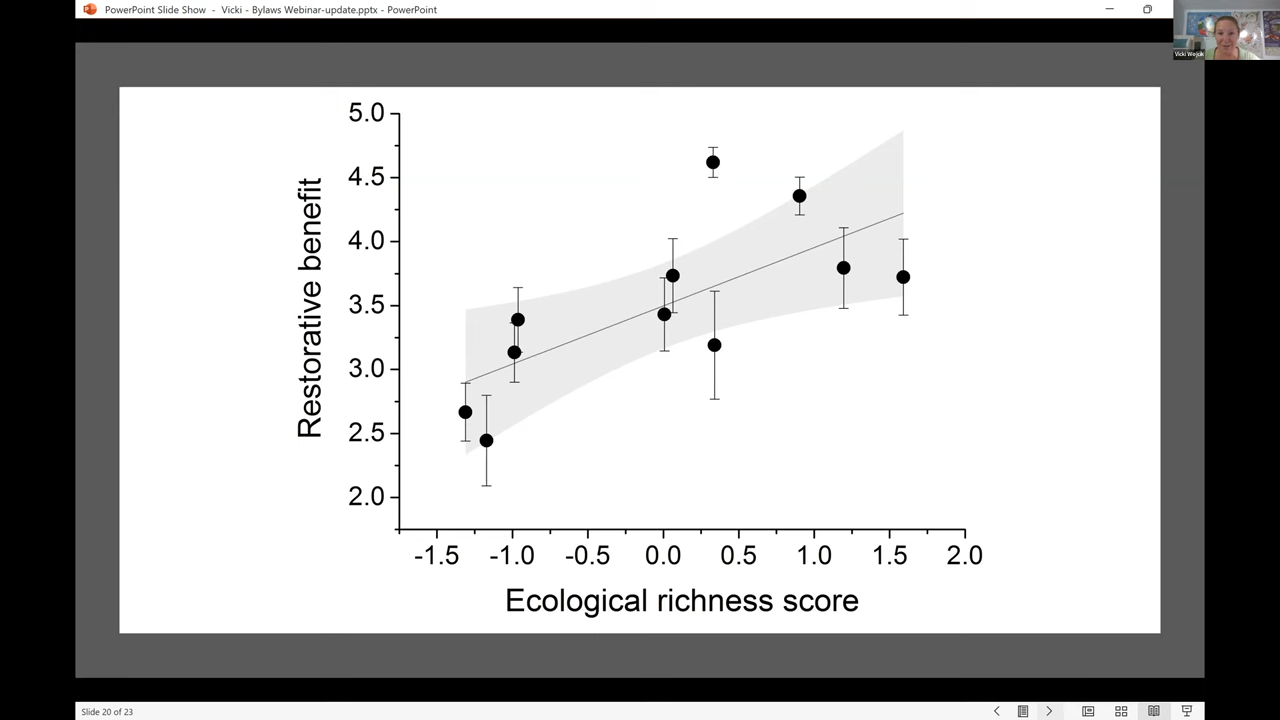 PowerPoint Slide Show - Vicki - Bylaws Webinar-update.pptx - PowerPoint
Vicki Wojcik
5.0
4.5
4.0
3.5
3.0
2.5
2.0
Restorative benefit
-1.5 -1.0 -0.5 0.0 0.5 1.0 1.5 2.0
Ecological richness score
Slide 20 of 23